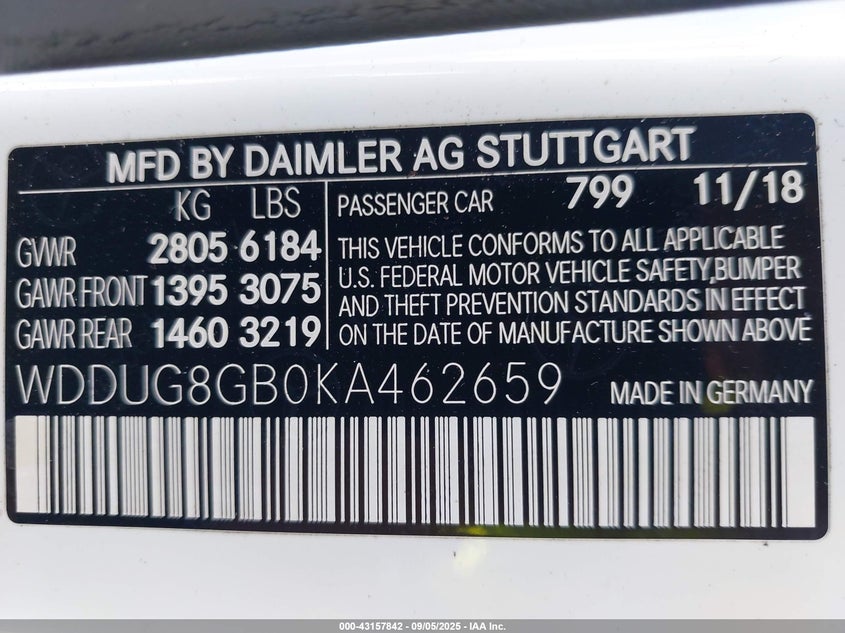 MFD BY DAIMLER AG STUTTGART
KG LBS
GVWR 2805 6184
GAWR FRONT 1395 3075
GAWR REAR 1460 3219
PASSENGER CAR 799 11/18
THIS VEHICLE CONFORMS TO ALL APPLICABLE
U.S. FEDERAL MOTOR VEHICLE SAFETY,BUMPER
AND THEFT PREVENTION STANDARDS IN EFFECT
ON THE DATE OF MANUFACTURE SHOWN ABOVE
WDDUG8GB0KA462659 MADE IN GERMANY
000-43157842 | 09/05/2025 - IAA Inc.